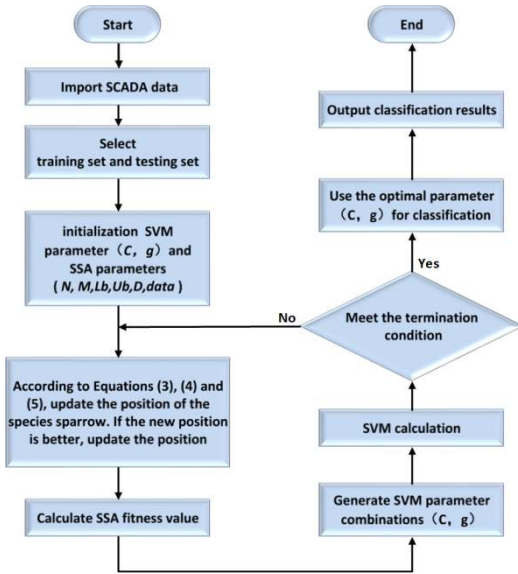 Start
Import SCADA data
Select
training set and testing set
initialization SVM
parameter (C, g) and
SSA parameters
( N, M,Lb,Ub,D,data )
According to Equations (3), (4) and
(5), update the position of the
species sparrow. If the new position
is better, update the position
Calculate SSA fitness value
Generate SVM parameter
combinations (C, g)
SVM calculation
Meet the termination
condition
No
Yes
Use the optimal parameter
(C, g) for classification
Output classification results
End